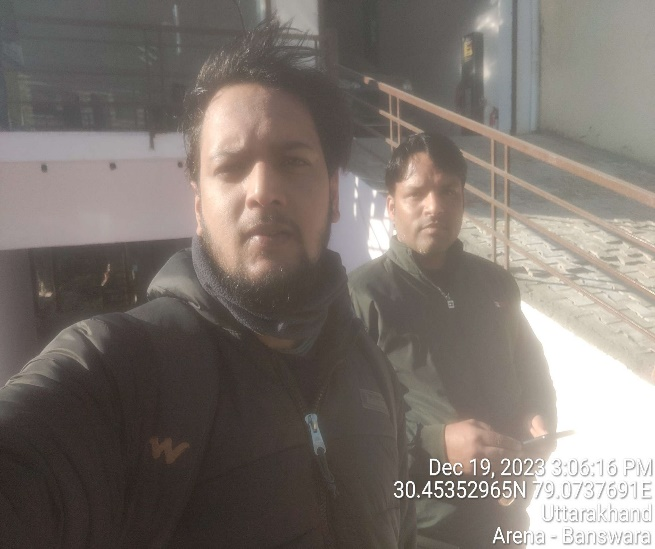 Dec 19, 2023 3:06:16 PM
30.45352965N 79.0737691E
Uttarakhand
Arena - Banswara